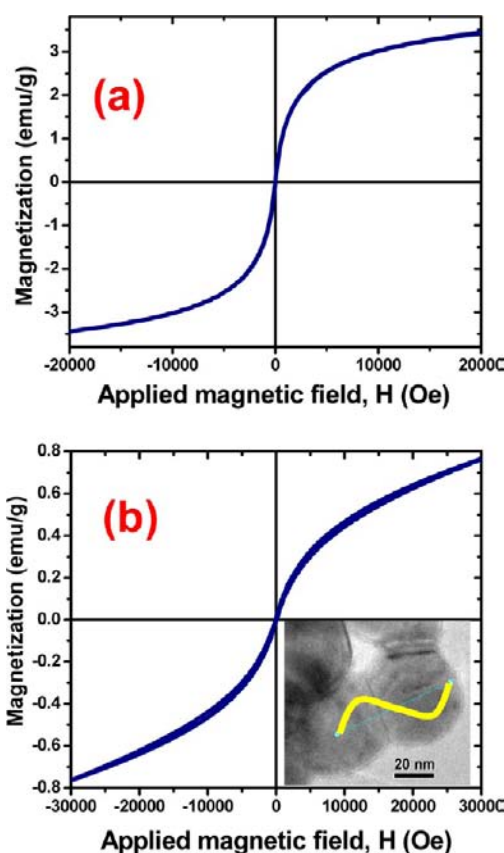 (a)
Magnetization (emu/g)
3
2
1
0
-1
-2
-3
-20000 -10000 0 10000 2000C
Applied magnetic field, H (Oe)
(b)
Magnetization (emu/g)
0.8
0.6
0.4
0.2
0.0
-0.2
-0.4
-0.6
-0.8
20 nm
-30000 -20000 -10000 0 10000 20000 3000C
Applied magnetic field, H (Oe)